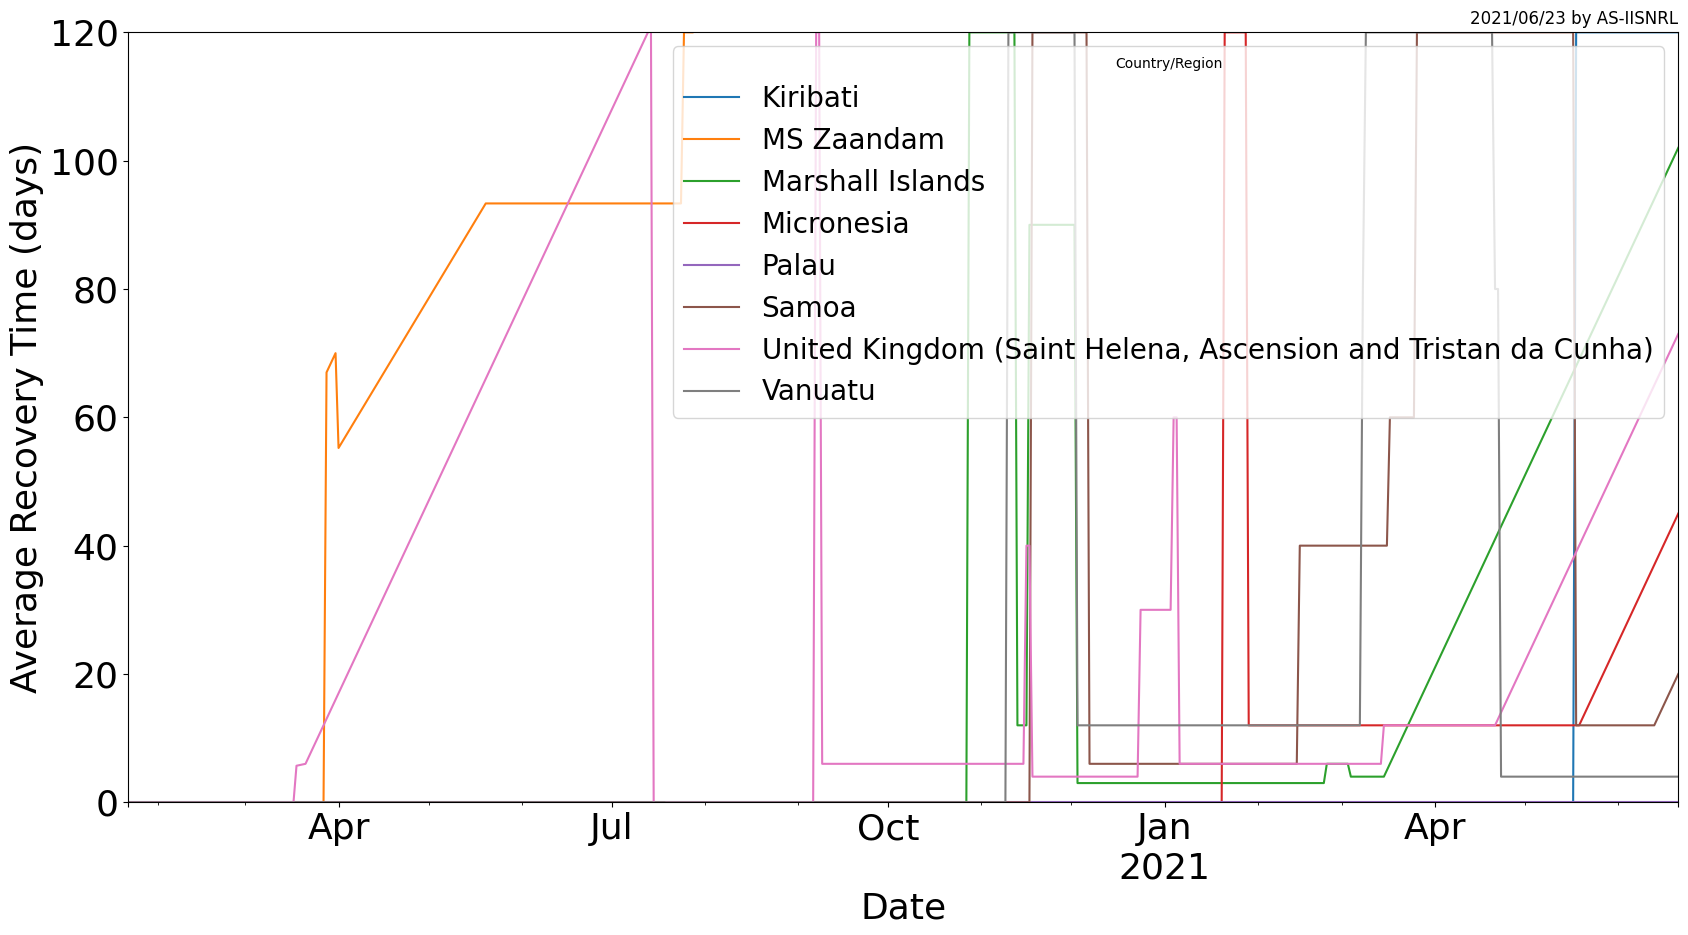 2021/06/23 by AS-IISNRL
Average Recovery Time (days)
120
100
80
60
40
20
0
Country/Region
Kiribati
MS Zaandam
Marshall Islands
Micronesia
Palau
Samoa
United Kingdom (Saint Helena, Ascension and Tristan da Cunha)
Vanuatu
Apr
Jul
Oct
Jan
2021
Apr
Date